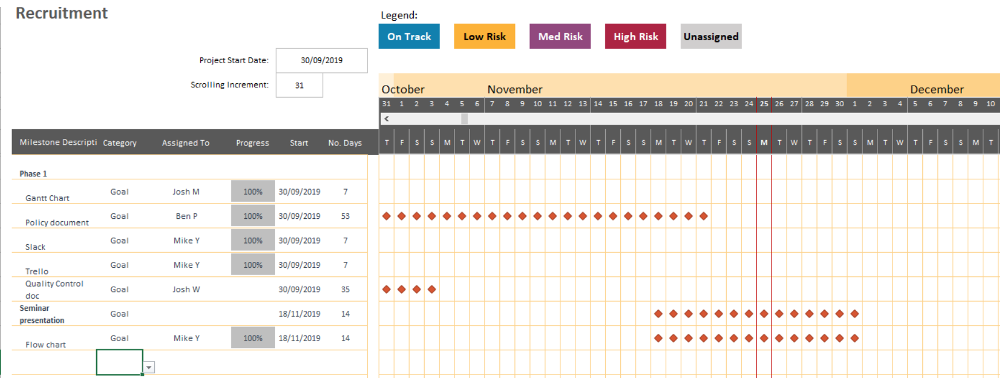 Recruitment
Legend:
On Track Low Risk Med Risk High Risk Unassigned
Project Start Date: 30/09/2019
Scrolling Increment: 31
October November December
31 1 2 3 4 5 6 7 8 9 10 11 12 13 14 15 16 17 18 19 20 21 22 23 24 25 26 27 28 29 30 1 2 3 4 5 6 7 8 9 10
Milestone Descripti Category Assigned To Progress Start No. Days T F S S M T W T F S S M T W T F S S M T W T F S S M T W T F S S M T W T F S S M T
Phase 1
Gantt Chart Goal Josh M 100% 30/09/2019 7
Policy document Goal Ben P 100% 30/09/2019 53
Slack Goal Mike Y 100% 30/09/2019 7
Trello Goal Mike Y 100% 30/09/2019 7
Quality Control
doc Goal Josh W 30/09/2019 35
Seminar
presentation Goal 18/11/2019 14
Flow chart Goal Mike Y 100% 18/11/2019 14